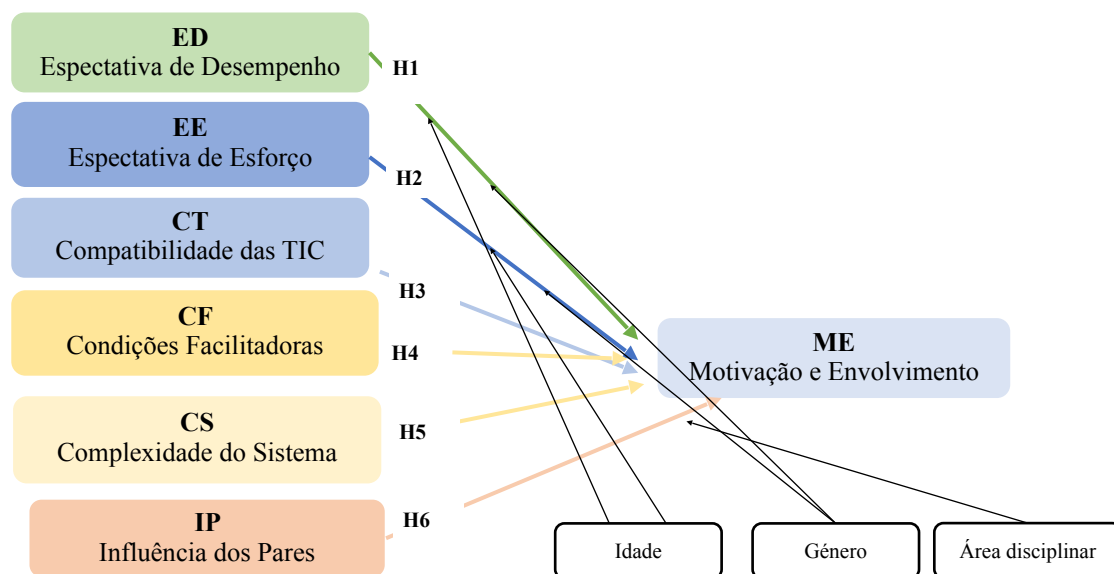 ED
Espectativa de Desempenho
H1
EE
Espectativa de Esforço
H2
CT
Compatibilidade das TIC
H3
CF
Condições Facilitadoras
H4
ME
Motivação e Envolvimento
CS
Complexidade do Sistema
H5
IP
Influência dos Pares
H6
Idade
Género
Área disciplinar